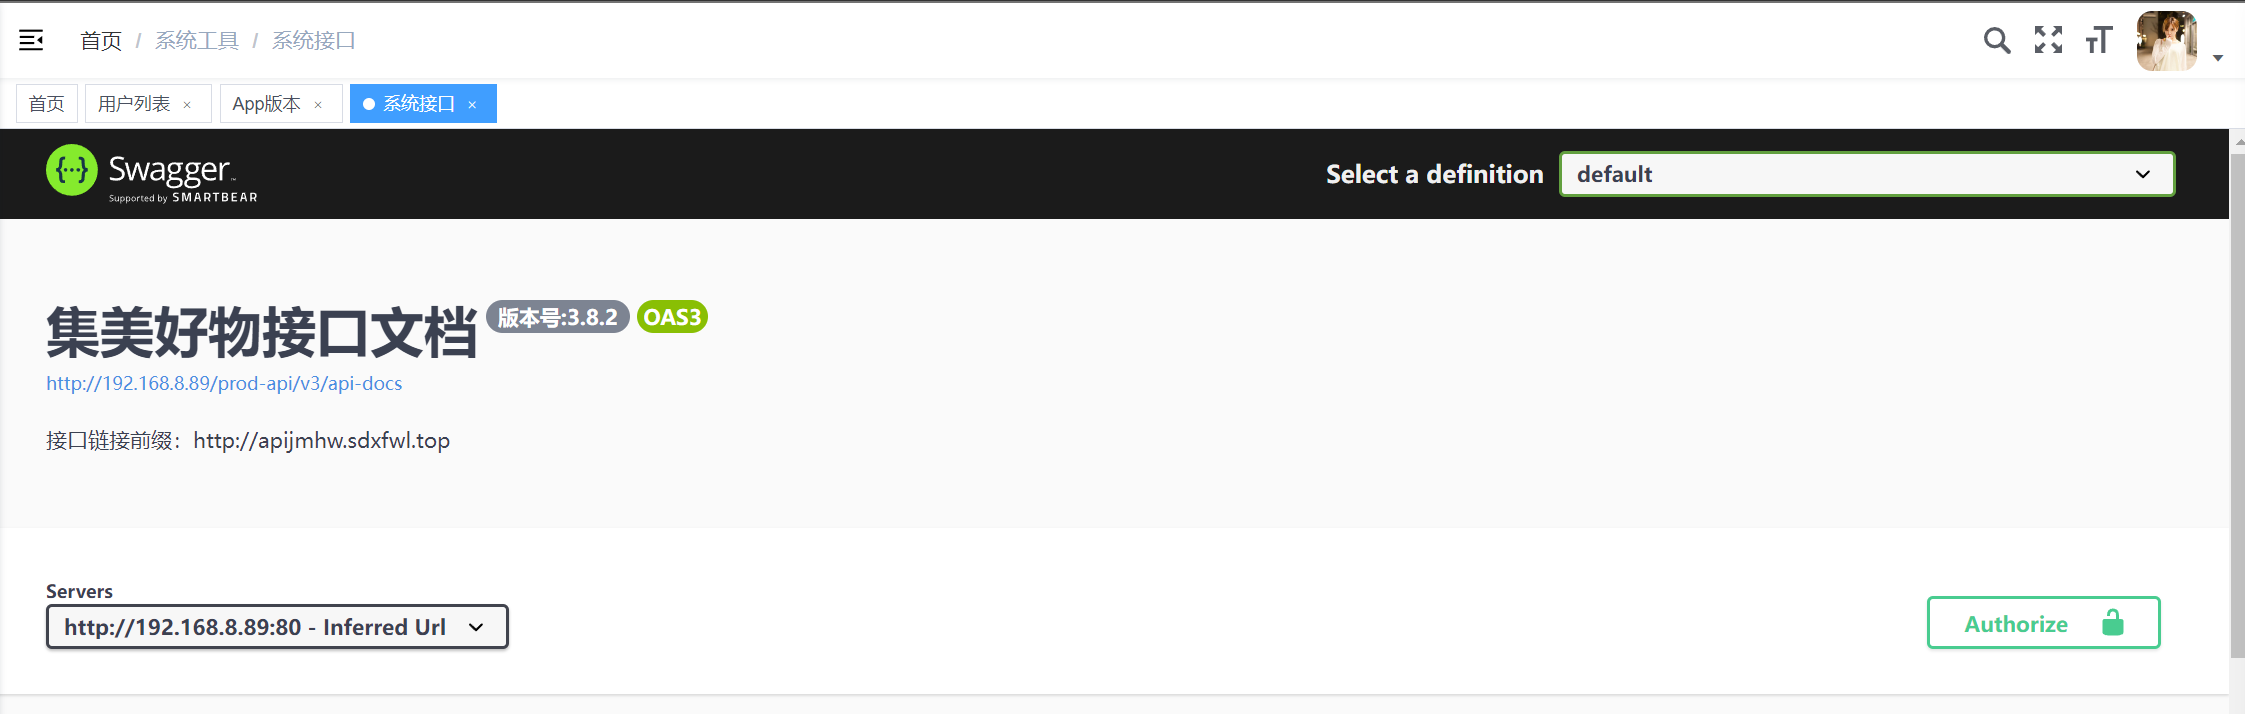 首页 / 系统工具 / 系统接口
首页 用户列表 × App版本 × 系统接口 ×
Swagger™
Supported by SMARTBEAR
Select a definition default
集美好物接口文档 版本号:3.8.2 OAS3
http://192.168.8.89/prod-api/v3/api-docs
接口链接前缀：http://apijmhw.sdxfwl.top
Servers
http://192.168.8.89:80 - Inferred Url
Authorize